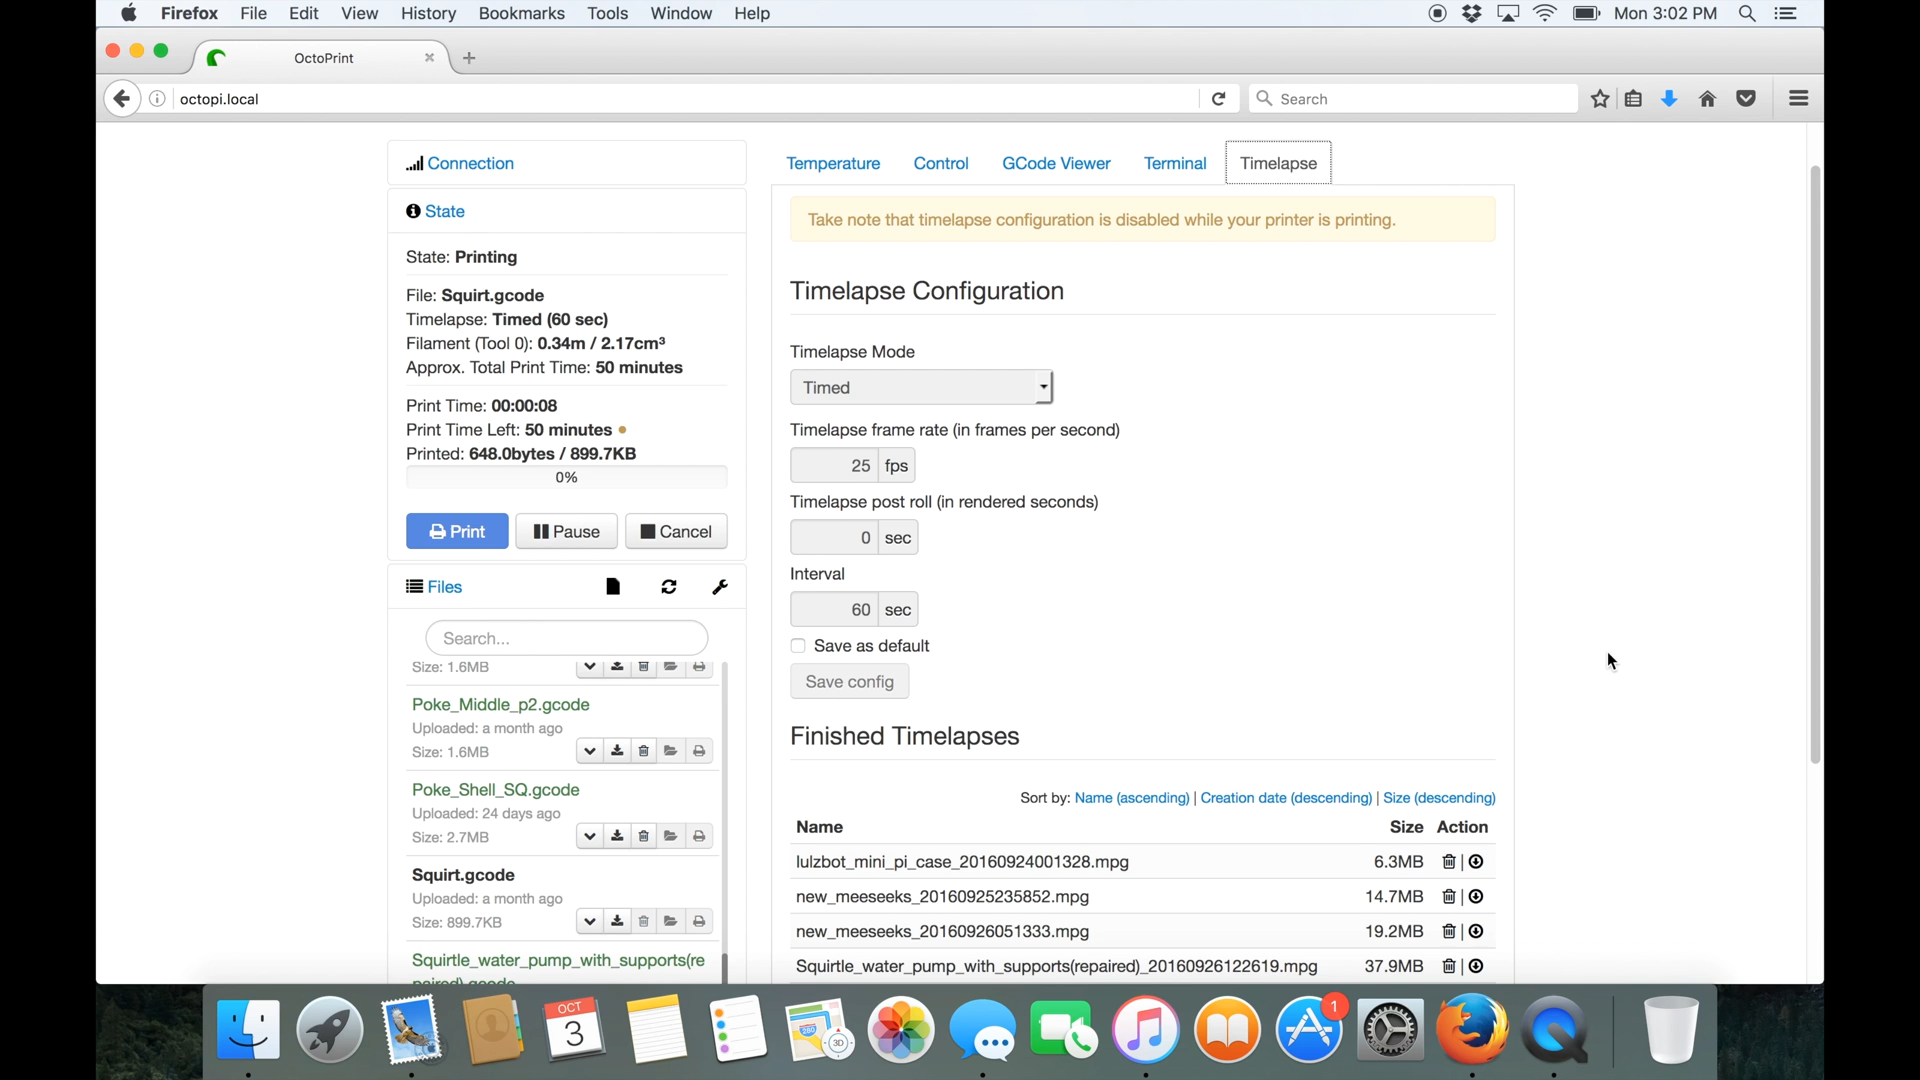 Firefox File Edit View History Bookmarks Tools Window Help Mon 3:02 PM
OctoPrint
octopi.local
Search
Connection
State
State: Printing
File: Squirt.gcode
Timelapse: Timed (60 sec)
Filament (Tool 0): 0.34m / 2.17cm³
Approx. Total Print Time: 50 minutes
Print Time: 00:00:08
Print Time Left: 50 minutes
Printed: 648.0bytes / 899.7KB
0%
Print Pause Cancel
Files
Search...
Size: 1.6MB
Poke_Middle_p2.gcode
Uploaded: a month ago
Size: 1.6MB
Poke_Shell_SQ.gcode
Uploaded: 24 days ago
Size: 2.7MB
Squirt.gcode
Uploaded: a month ago
Size: 899.7KB
Squirtle_water_pump_with_supports(re
paired).gcode
Temperature Control GCode Viewer Terminal Timelapse
Take note that timelapse configuration is disabled while your printer is printing.
Timelapse Configuration
Timelapse Mode
Timed
Timelapse frame rate (in frames per second)
25 fps
Timelapse post roll (in rendered seconds)
0 sec
Interval
60 sec
Save as default
Save config
Finished Timelapses
Sort by: Name (ascending) | Creation date (descending) | Size (descending)
Name Size Action
lulzbot_mini_pi_case_20160924001328.mpg 6.3MB |
new_meeseeks_20160925235852.mpg 14.7MB |
new_meeseeks_20160926051333.mpg 19.2MB |
Squirtle_water_pump_with_supports(repaired)_20160926122619.mpg 37.9MB |
OCT
3
280
3D
1